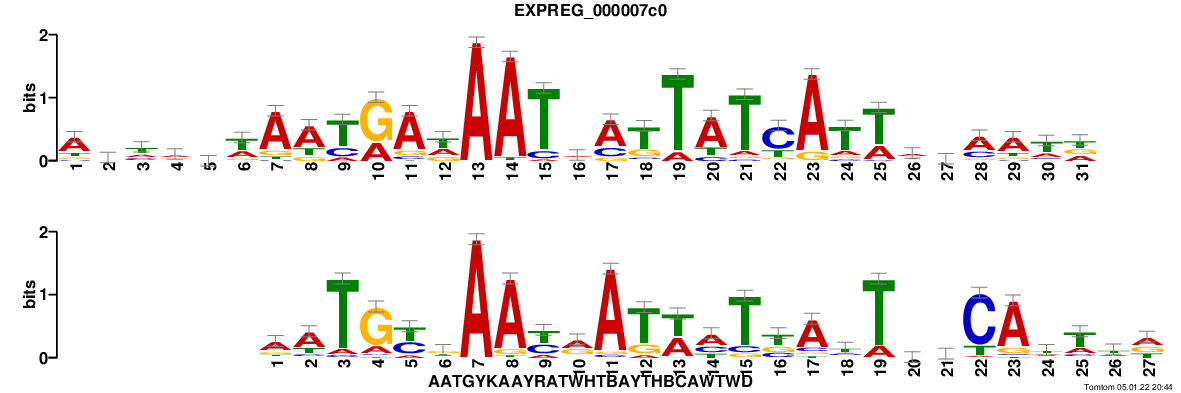 EXPREG_000007c0
2
1
0
bits
1 2 3 4 5 6 7 8 9 10 11 12 13 14 15 16 17 18 19 20 21 22 23 24 25 26 27 28 29 30 31
2
1
0
bits
1 2 3 4 5 6 7 8 9 10 11 12 13 14 15 16 17 18 19 20 21 22 23 24 25 26 27
AATGYKAAYRATWHTBAYTHBCAWTWD
Tomtom 05.01.22 20:44